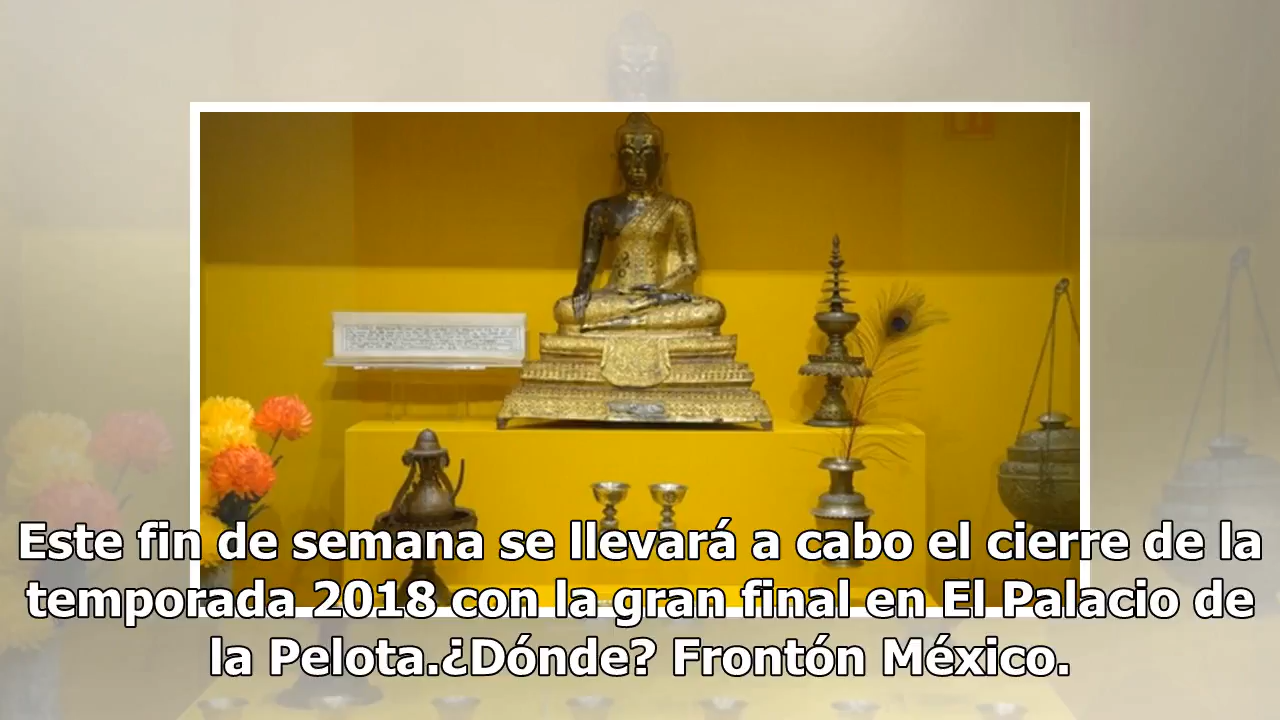 Este fin de semana se llevará a cabo el cierre de la
temporada 2018 con la gran final en El Palacio de
la Pelota.¿Dónde? Frontón México.